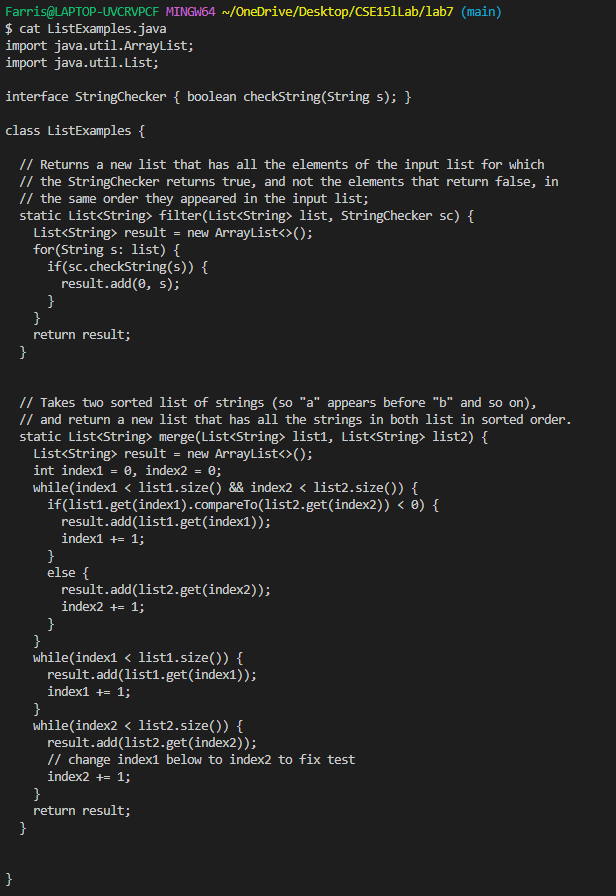 Farris@LAPTOP-UVCRVPCF MINGW64 ~/OneDrive/Desktop/CSE15lLab/lab7 (main)
$ cat ListExamples.java
import java.util.ArrayList;
import java.util.List;

interface StringChecker { boolean checkString(String s); }

class ListExamples {

  // Returns a new list that has all the elements of the input list for which
  // the StringChecker returns true, and not the elements that return false, in
  // the same order they appeared in the input list;
  static List<String> filter(List<String> list, StringChecker sc) {
    List<String> result = new ArrayList<>();
    for(String s: list) {
      if(sc.checkString(s)) {
        result.add(0, s);
      }
    }
    return result;
  }


  // Takes two sorted list of strings (so "a" appears before "b" and so on),
  // and return a new list that has all the strings in both list in sorted order.
  static List<String> merge(List<String> list1, List<String> list2) {
    List<String> result = new ArrayList<>();
    int index1 = 0, index2 = 0;
    while(index1 < list1.size() && index2 < list2.size()) {
      if(list1.get(index1).compareTo(list2.get(index2)) < 0) {
        result.add(list1.get(index1));
        index1 += 1;
      }
      else {
        result.add(list2.get(index2));
        index2 += 1;
      }
    }
    while(index1 < list1.size()) {
      result.add(list1.get(index1));
      index1 += 1;
    }
    while(index2 < list2.size()) {
      result.add(list2.get(index2));
      // change index1 below to index2 to fix test
      index2 += 1;
    }
    return result;
  }


}